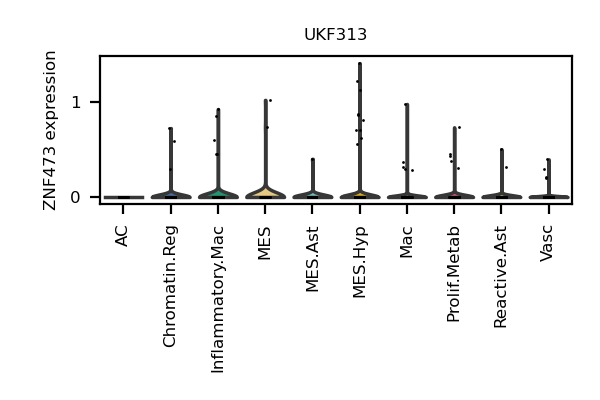 UKF313
ZNF473 expression
1
0
AC
Chromatin.Reg
Inflammatory.Mac
MES
MES.Ast
MES.Hyp
Mac
Prolif.Metab
Reactive.Ast
Vasc